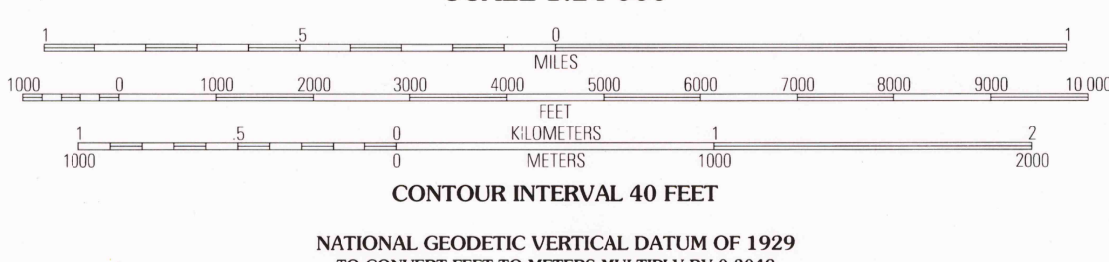 1 .5 0 1
MILES
1000 0 1000 2000 3000 4000 5000 6000 7000 8000 9000 10 000
FEET
1 .5 0 KILOMETERS 1 2
1000 0 METERS 1000 2000
CONTOUR INTERVAL 40 FEET
NATIONAL GEODETIC VERTICAL DATUM OF 1929